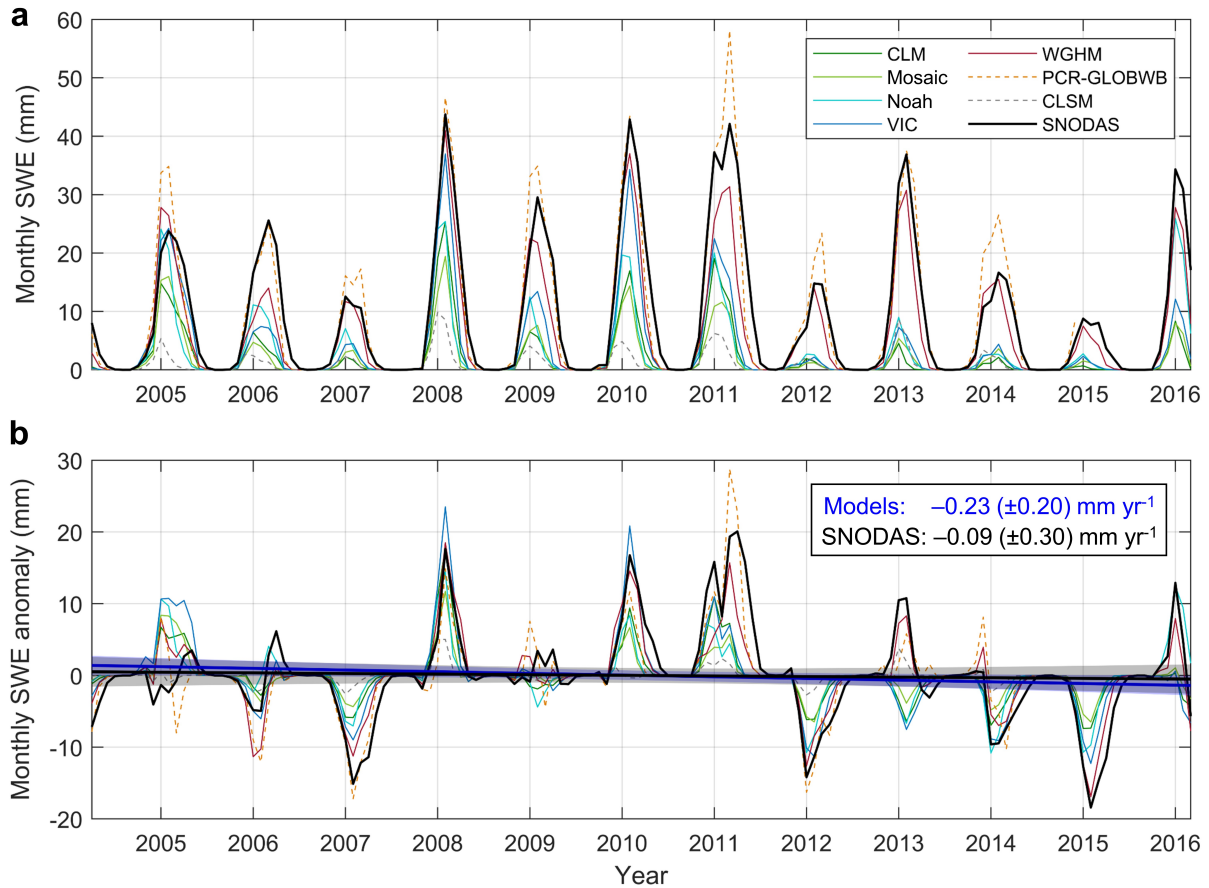 a
Monthly SWE (mm)
60
50
40
30
20
10
0
CLM
Mosaic
Noah
VIC
WGHM
PCR-GLOBWB
CLSM
SNODAS
2005 2006 2007 2008 2009 2010 2011 2012 2013 2014 2015 2016
b
Monthly SWE anomaly (mm)
30
20
10
0
-10
-20
Models: –0.23 (±0.20) mm yr⁻¹
SNODAS: –0.09 (±0.30) mm yr⁻¹
2005 2006 2007 2008 2009 2010 2011 2012 2013 2014 2015 2016
Year